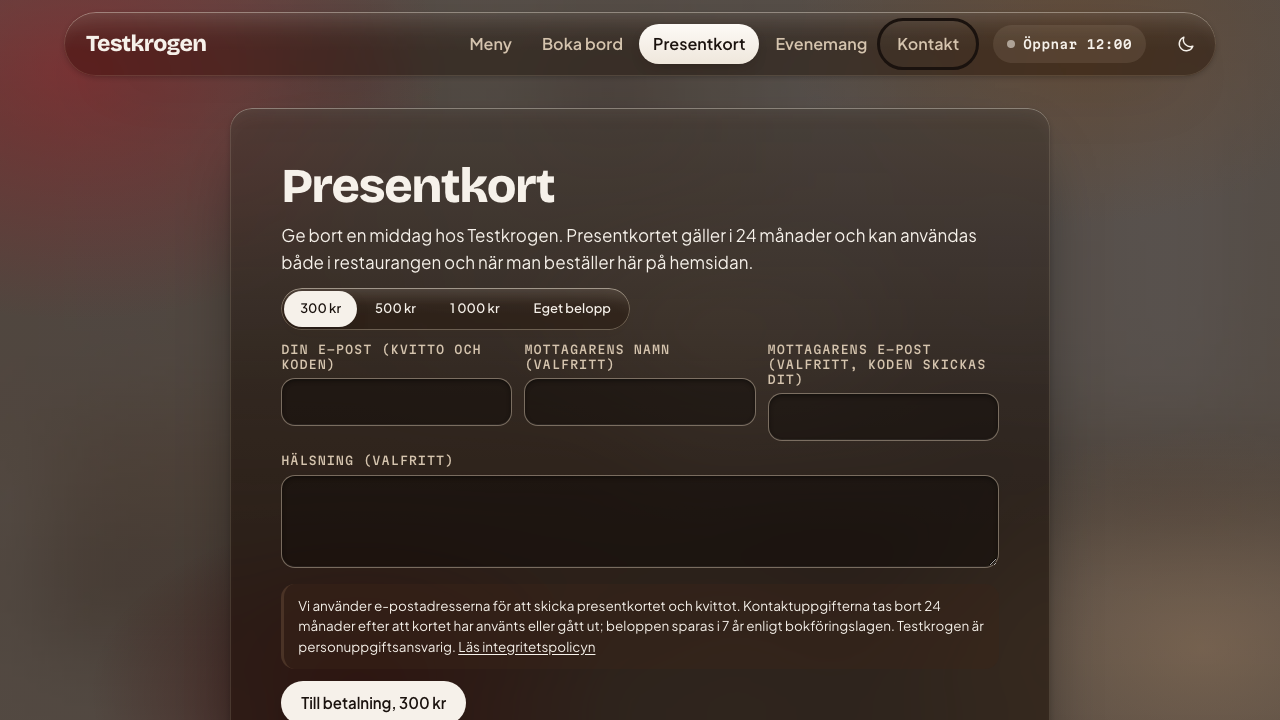 Testkrogen
Meny
Boka bord
Presentkort
Evenemang
Kontakt
Öppnar 12:00
Presentkort
Ge bort en middag hos Testkrogen. Presentkortet gäller i 24 månader och kan användas
både i restaurangen och när man beställer här på hemsidan.
300 kr
500 kr
1 000 kr
Eget belopp
DIN E-POST (KVITTO OCH
KODEN)
MOTTAGARENS NAMN
(VALFRITT)
MOTTAGARENS E-POST
(VALFRITT, KODEN SKICKAS
DIT)
HÄLSNING (VALFRITT)
Vi använder e-postadresserna för att skicka presentkortet och kvittot. Kontaktuppgifterna tas bort 24
månader efter att kortet har använts eller gått ut; beloppen sparas i 7 år enligt bokföringslagen. Testkrogen är
personuppgiftsansvarig. Läs integritetspolicyn
Till betalning, 300 kr